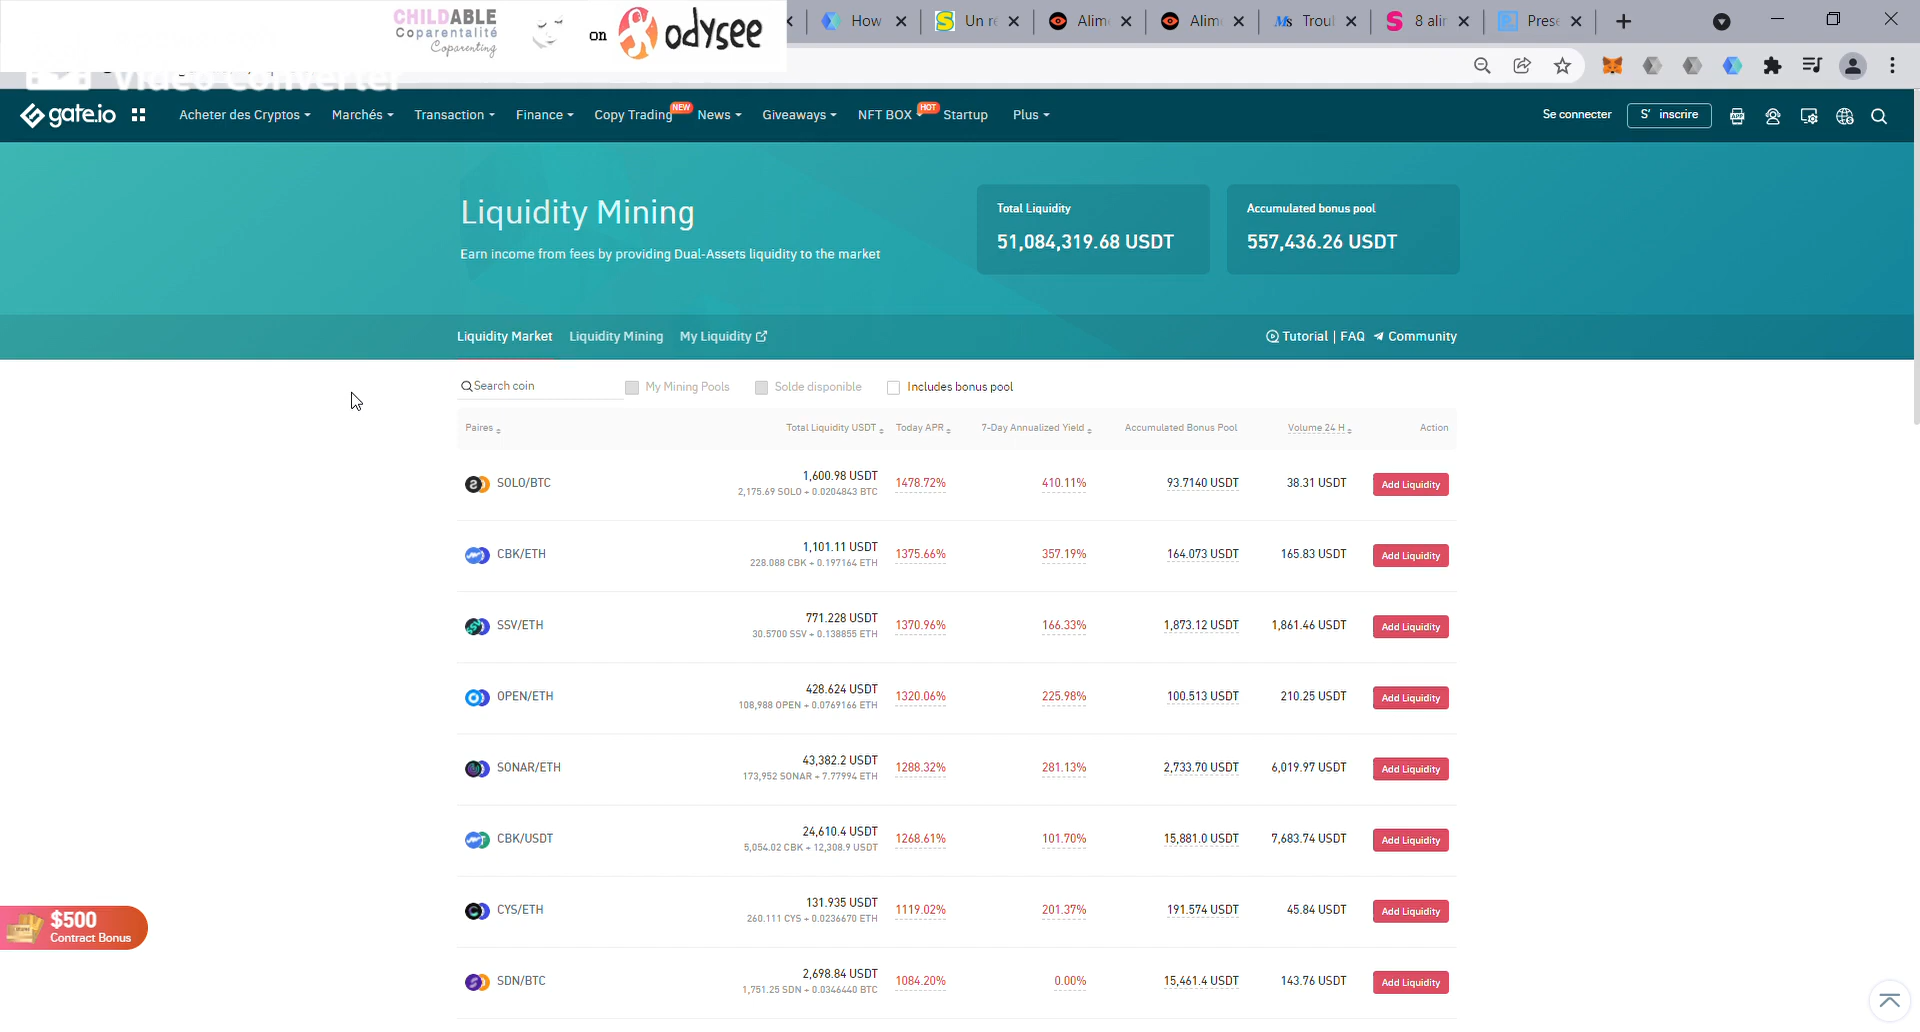 CHILDABLE
Coparentalité
Coparenting
on
odysee
How
Un re
Alime
Alime
Ms Troul
8 alin
Prese
Video Converter
gate.io
Acheter des Cryptos
Marchés
Transaction
Finance
Copy Trading
NEW
News
Giveaways
NFT BOX
HOT
Startup
Plus
Se connecter
S' inscrire
Liquidity Mining
Earn income from fees by providing Dual-Assets liquidity to the market
Total Liquidity
51,084,319.68 USDT
Accumulated bonus pool
557,436.26 USDT
Liquidity Market
Liquidity Mining
My Liquidity
Tutorial | FAQ
Community
Search coin
My Mining Pools
Solde disponible
Includes bonus pool
Paires
Total Liquidity USDT
Today APR
7-Day Annualized Yield
Accumulated Bonus Pool
Volume 24 H
Action
SOLO/BTC
1,600.98 USDT
2,175.69 SOLO + 0.0204843 BTC
1478.72%
410.11%
93.7140 USDT
38.31 USDT
Add Liquidity
CBK/ETH
1,101.11 USDT
228.088 CBK + 0.197164 ETH
1375.66%
357.19%
164.073 USDT
165.83 USDT
Add Liquidity
SSV/ETH
771.228 USDT
30.5700 SSV + 0.138855 ETH
1370.96%
166.33%
1,873.12 USDT
1,861.46 USDT
Add Liquidity
OPEN/ETH
428.624 USDT
108,988 OPEN + 0.0769166 ETH
1320.06%
225.98%
100.513 USDT
210.25 USDT
Add Liquidity
SONAR/ETH
43,382.2 USDT
173,952 SONAR + 7.77994 ETH
1288.32%
281.13%
2,733.70 USDT
6,019.97 USDT
Add Liquidity
CBK/USDT
24,610.4 USDT
5,054.02 CBK + 12,308.9 USDT
1268.61%
101.70%
15,881.0 USDT
7,683.74 USDT
Add Liquidity
CYS/ETH
131.935 USDT
260.111 CYS + 0.0236670 ETH
1119.02%
201.37%
191.574 USDT
45.84 USDT
Add Liquidity
SDN/BTC
2,698.84 USDT
1,751.25 SDN + 0.0346440 BTC
1084.20%
0.00%
15,461.4 USDT
143.76 USDT
Add Liquidity
$500
Contract Bonus